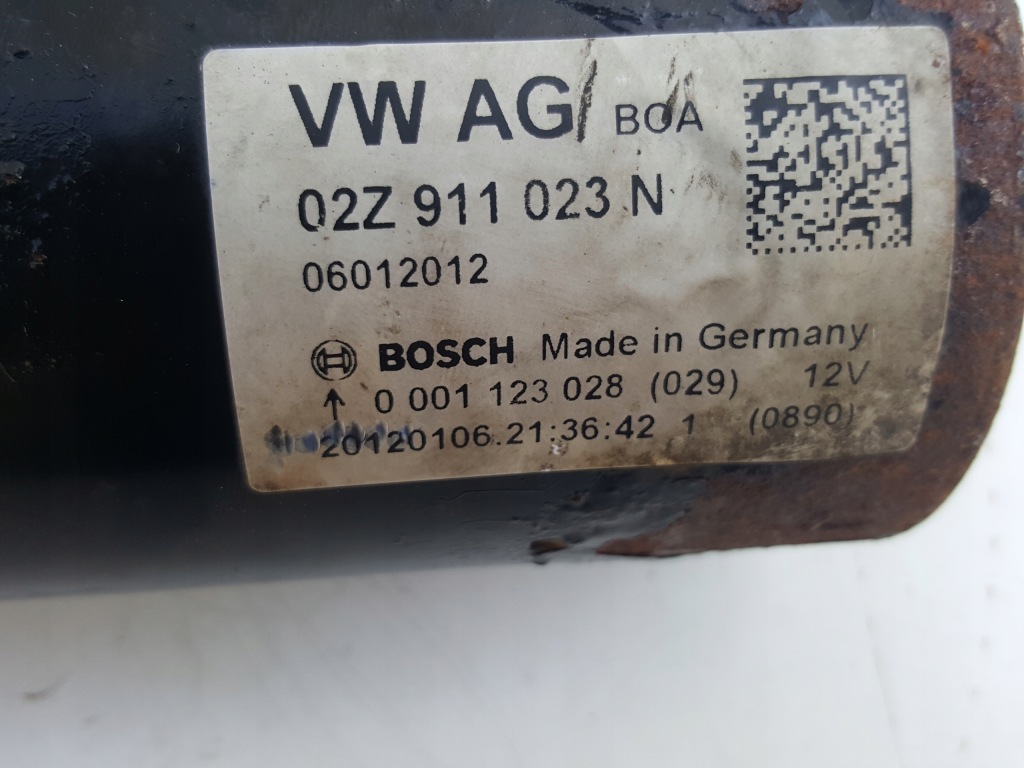 VW AG BOA
02Z 911 023 N
06012012
BOSCH Made in Germany
0 001 123 028 (029) 12V
20120106.21:36:42 1 (0890)